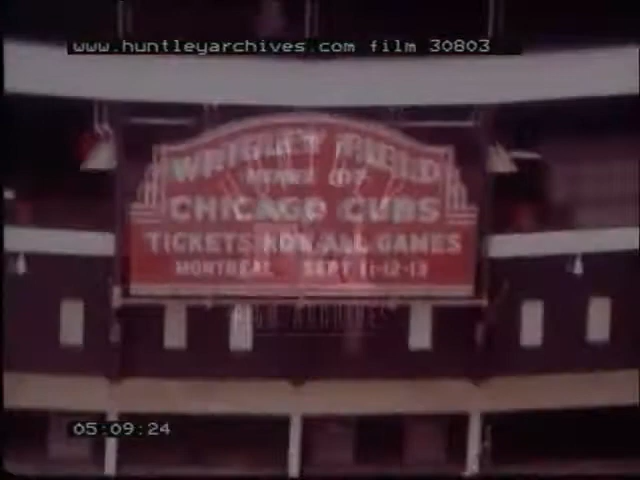 www.huntleyarchives.com film 30803
WRIGLEY FIELD
HOME OF
CHICAGO CUBS
TICKETS NOW ALL GAMES
MONTREAL SEPT 11-12-13
05:09:24